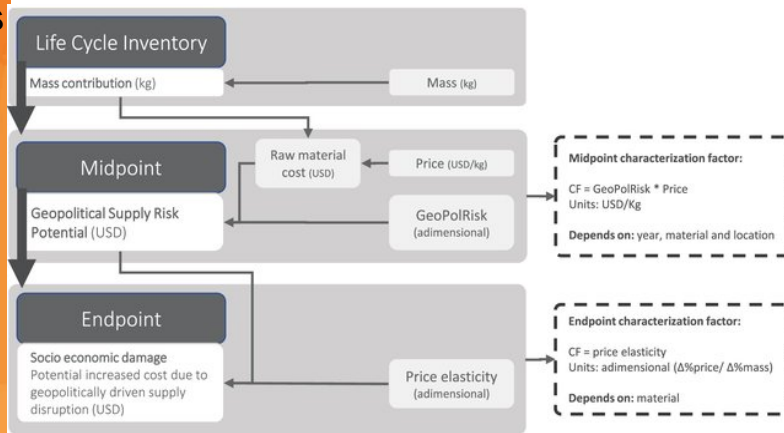 s
Life Cycle Inventory
Mass contribution (kg)
Mass (kg)
Midpoint
Raw material
cost (USD)
Price (USD/kg)
Geopolitical Supply Risk
Potential (USD)
GeoPolRisk
(adimensional)
Midpoint characterization factor:
CF = GeoPolRisk * Price
Units: USD/Kg
Depends on: year, material and location
Endpoint
Socio economic damage
Potential increased cost due to
geopolitically driven supply
disruption (USD)
Price elasticity
(adimensional)
Endpoint characterization factor:
CF = price elasticity
Units: adimensional (Δ%price/ Δ%mass)
Depends on: material